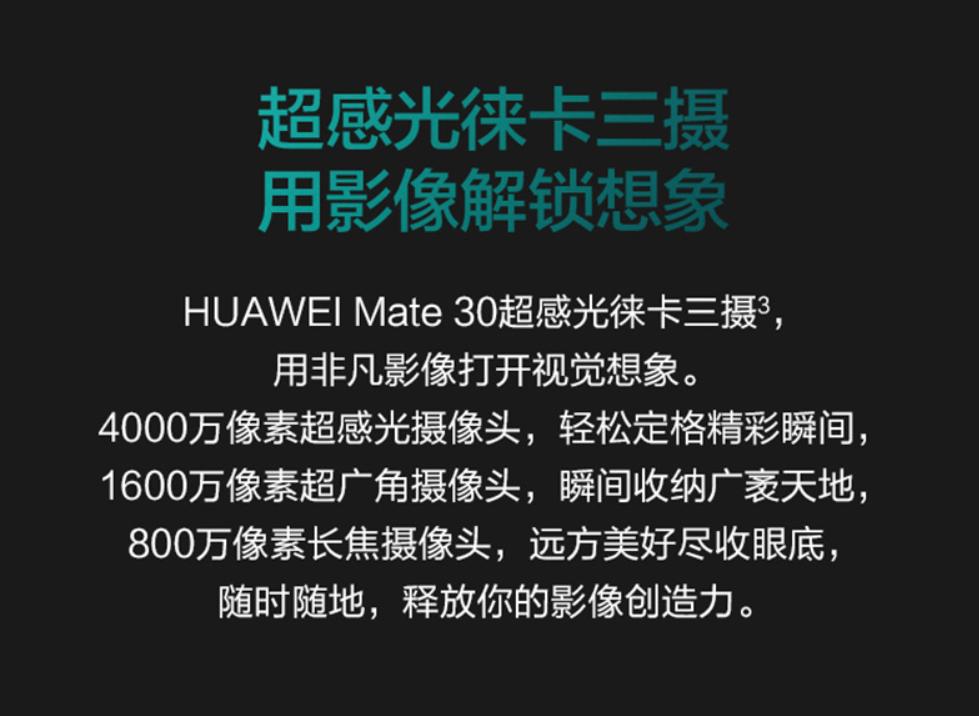 超感光徕卡三摄
用影像解锁想象
HUAWEI Mate 30超感光徕卡三摄³，
用非凡影像打开视觉想象。
4000万像素超感光摄像头，轻松定格精彩瞬间，
1600万像素超广角摄像头，瞬间收纳广袤天地，
800万像素长焦摄像头，远方美好尽收眼底，
随时随地，释放你的影像创造力。